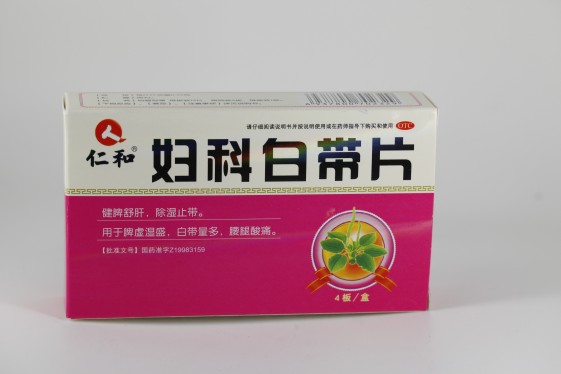 请仔细阅读说明书并按说明使用或在药师指导下购买和使用 OTC
仁和®
妇科白带片
健脾舒肝,除湿止带。
用于脾虚湿盛,白带量多,腰腿酸痛。
【批准文号】国药准字Z19983159
4板/盒